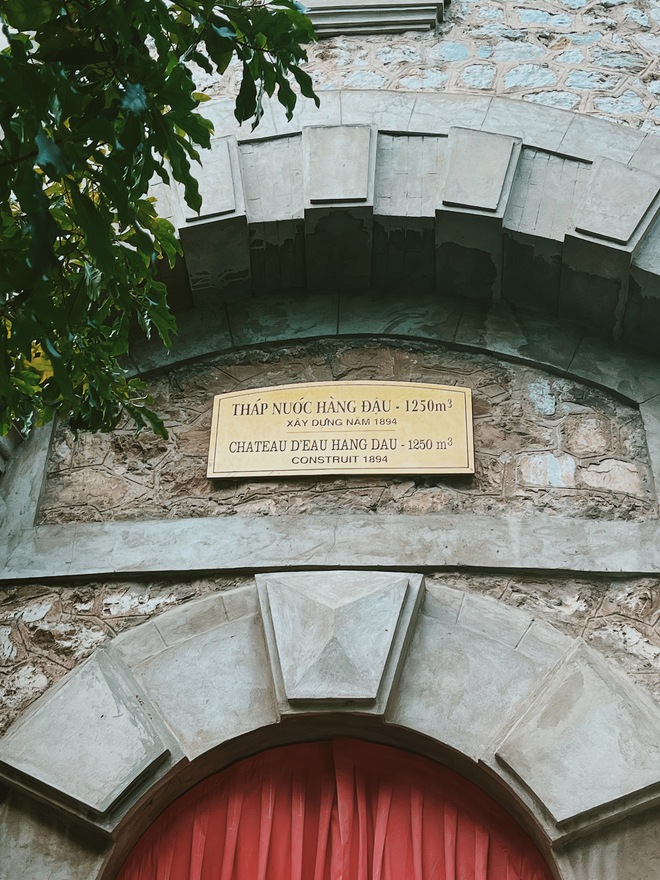 THÁP NƯỚC HÀNG ĐẬU - 1250m³
XÂY DỰNG NĂM 1894
CHATEAU D'EAU HANG DAU - 1250 m³
CONSTRUIT 1894